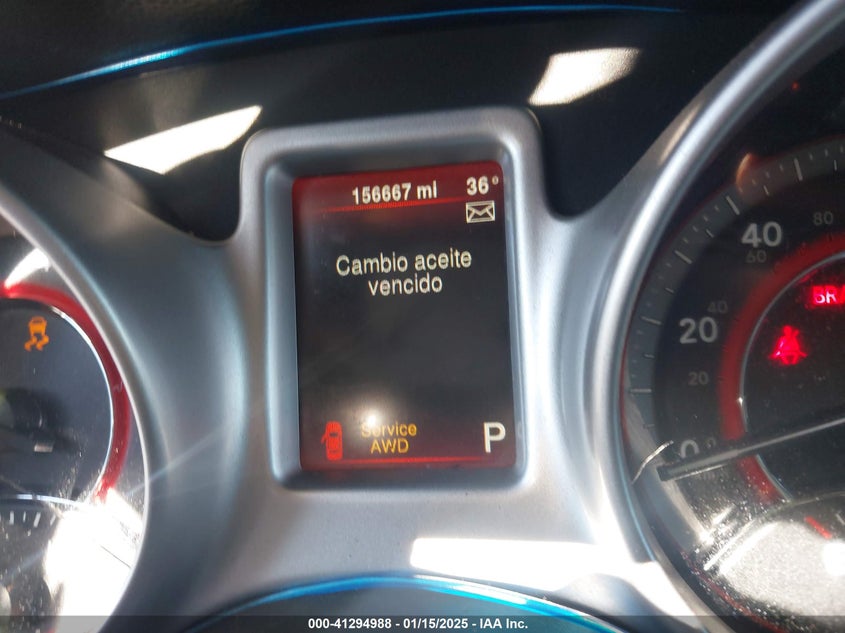 156667 mi 36°
Cambio aceite
vencido
Service
AWD
P
40
80
60
20
40
20
0
000-41294988 - 01/15/2025 - IAA Inc.